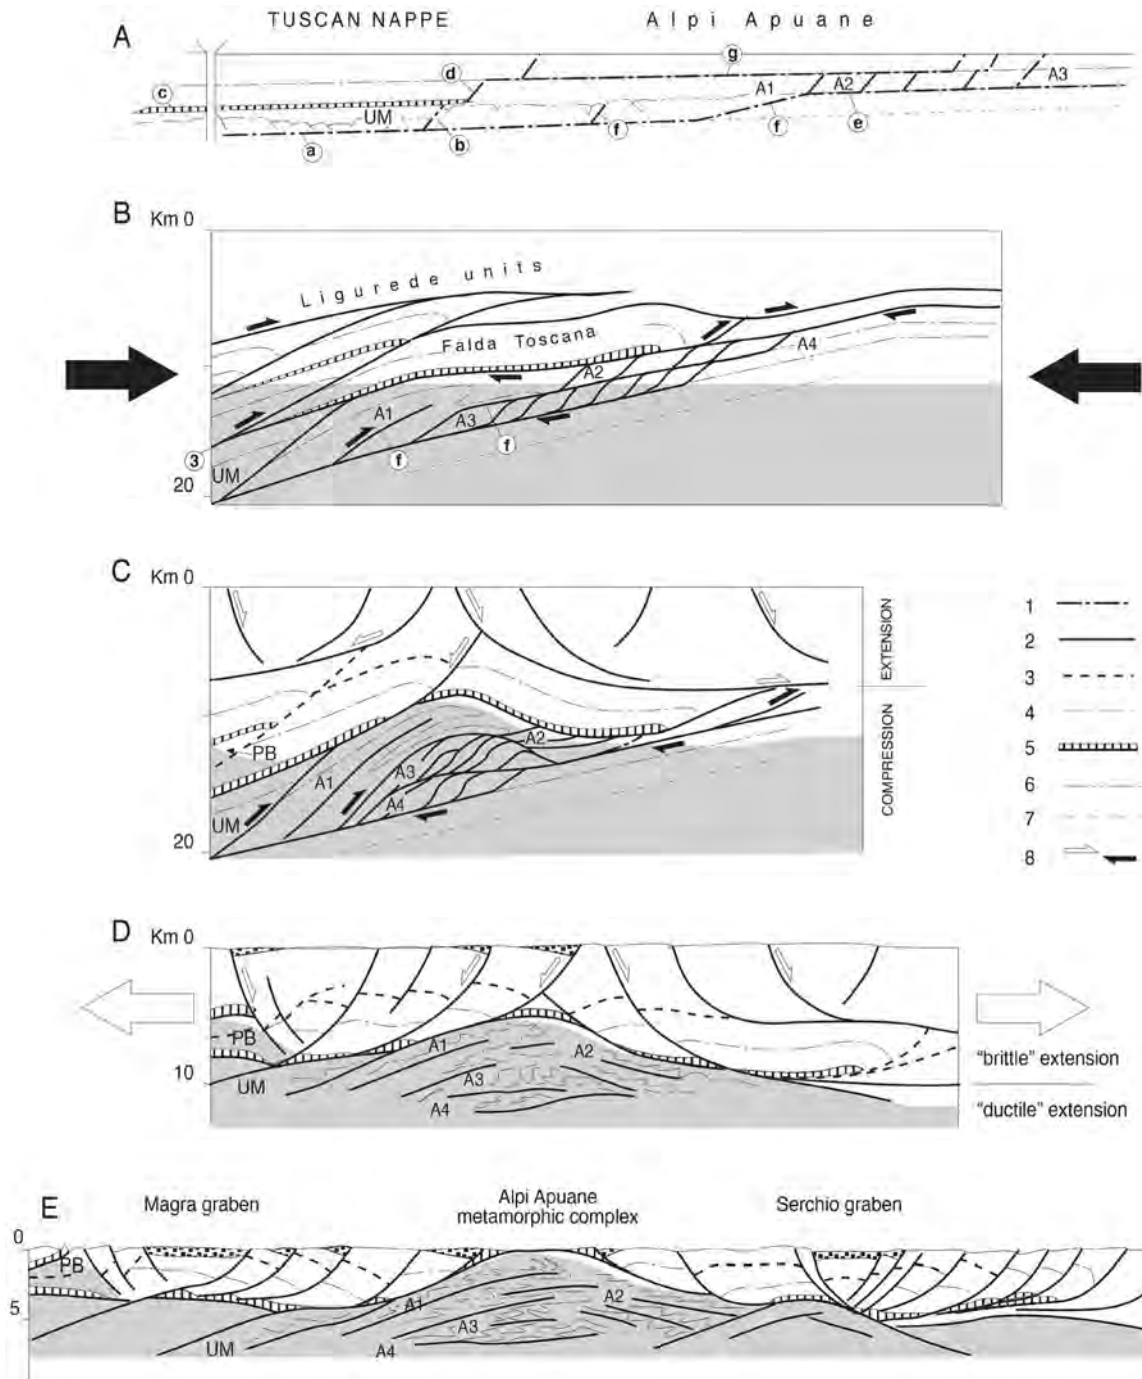 TUSCAN NAPPE
Alpi Apuane
A
g
d
c
A1
A2
A3
UM
f
f
a
b
e
B
Km 0
Ligurede units
Falda Toscana
A4
A2
A1
A3
f
f
3
UM
20
C
Km 0
EXTENSION
COMPRESSION
PB
A2
A1
A3
A4
UM
20
1
2
3
4
5
6
7
8
D
Km 0
PB
A1
A2
UM
A3
A4
10
"brittle" extension
"ductile" extension
E
Magra graben
Alpi Apuane
metamorphic complex
Serchio graben
0
PB
5
A1
A2
A3
UM
A4